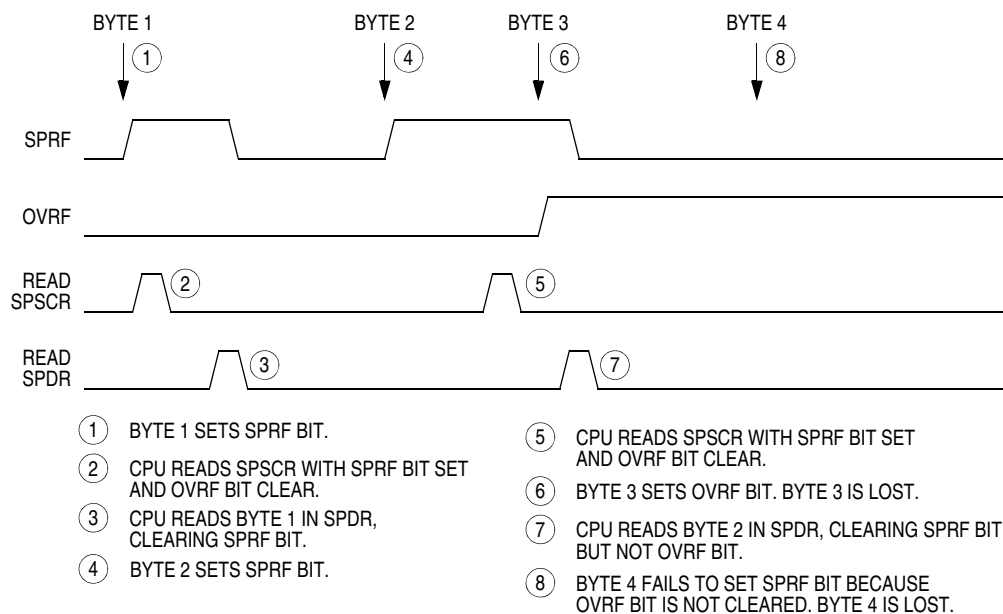 BYTE 1
BYTE 2
BYTE 3
BYTE 4
1
4
6
8
SPRF
OVRF
READ
SPSCR
2
5
READ
SPDR
3
7
1 BYTE 1 SETS SPRF BIT.
2 CPU READS SPSCR WITH SPRF BIT SET
AND OVRF BIT CLEAR.
3 CPU READS BYTE 1 IN SPDR,
CLEARING SPRF BIT.
4 BYTE 2 SETS SPRF BIT.
5 CPU READS SPSCR WITH SPRF BIT SET
AND OVRF BIT CLEAR.
6 BYTE 3 SETS OVRF BIT. BYTE 3 IS LOST.
7 CPU READS BYTE 2 IN SPDR, CLEARING SPRF BIT
BUT NOT OVRF BIT.
8 BYTE 4 FAILS TO SET SPRF BIT BECAUSE
OVRF BIT IS NOT CLEARED. BYTE 4 IS LOST.